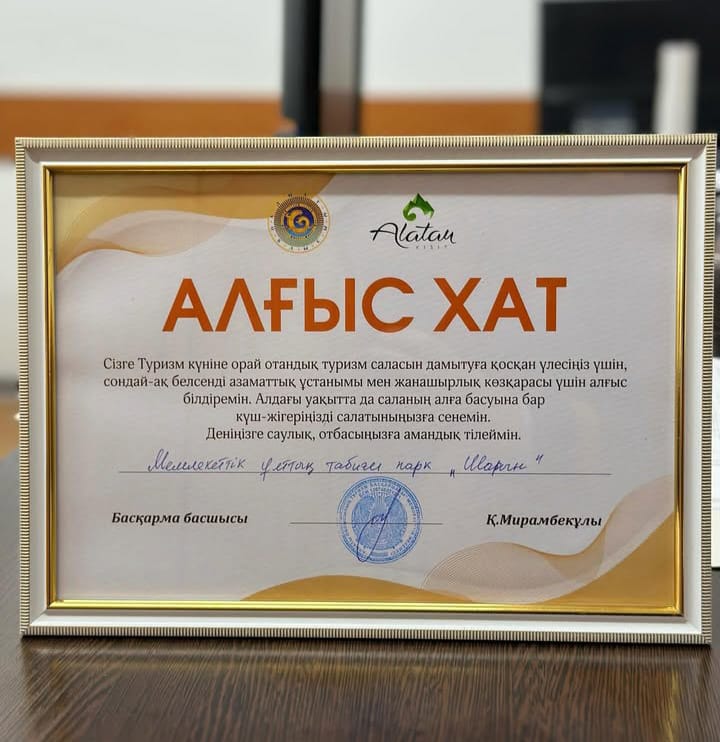 Alatau
VISIT
АЛҒЫС ХАТ
Сізге Туризм күніне орай отандық туризм саласын дамытуға қосқан үлесіңіз үшін,
сондай-ақ белсенді азаматтық ұстанымы мен жанашырлық көзқарасы үшін алғыс
білдіремін. Алдағы уақытта да саланың алға басуына бар
күш-жігеріңізді салатыныңызға сенемін.
Деніңізге саулық, отбасыңызға амандық тілеймін.
Мемлекеттік ұлттық табиғи парк „Шарын"
Басқарма басшысы
Қ.Мирамбекұлы